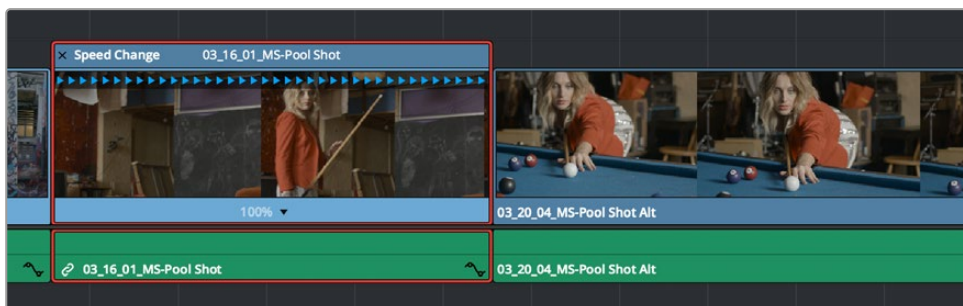 × Speed Change 03_16_01_MS-Pool Shot
100% ▼
03_20_04_MS-Pool Shot Alt
03_16_01_MS-Pool Shot
03_20_04_MS-Pool Shot Alt